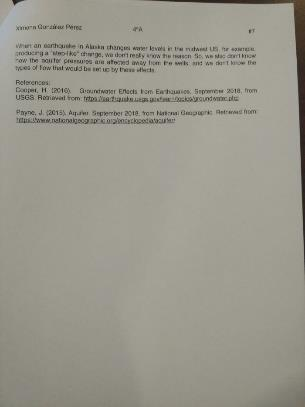 Ximena González Pérez 4°A #7
When an earthquake in Alaska changes water levels in the midwest US, for example,
producing a "step-like" change, we don't really know the reason. So, we also don't know
how the aquifer pressures are affected away from the wells, and we don't know the
types of flow that would be set up by these effects.
References:
Cooper, H. (2016). Groundwater Effects from Earthquakes, September 2018, from
USGS. Retrieved from: https://earthquake.usgs.gov/learn/topics/groundwater.php
Payne, J. (2015). Aquifer. September 2018, from National Geographic. Retrieved from:
https://www.nationalgeographic.org/encyclopedia/aquifer/